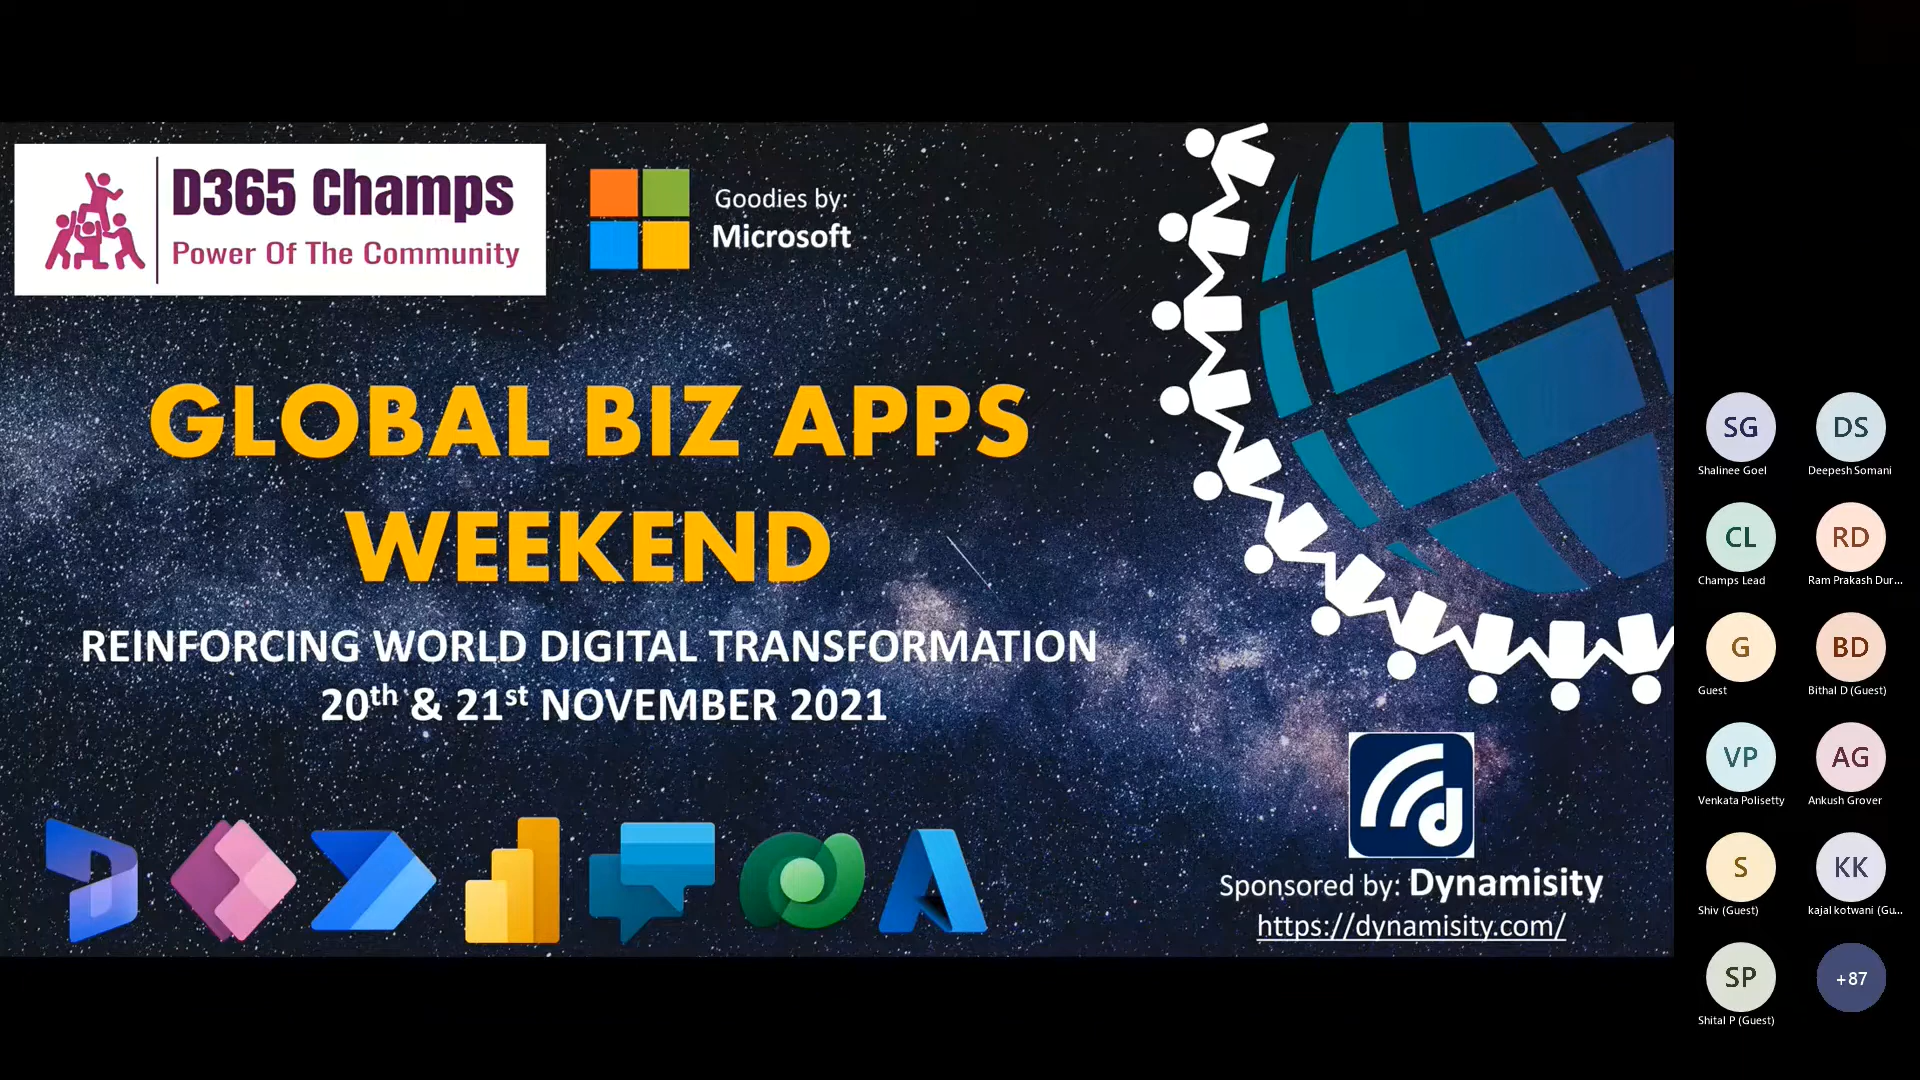 D365 Champs
Power Of The Community
Goodies by:
Microsoft
GLOBAL BIZ APPS
WEEKEND
REINFORCING WORLD DIGITAL TRANSFORMATION
20th & 21st NOVEMBER 2021
Sponsored by: Dynamisity
https://dynamisity.com/
SG
Shalinee Goel
DS
Deepesh Somani
CL
Champs Lead
RD
Ram Prakash Dur...
G
Guest
BD
Bithal D (Guest)
VP
Venkata Polisetty
AG
Ankush Grover
S
Shiv (Guest)
KK
kajal kotwani (Gu...
SP
Shital P (Guest)
+87